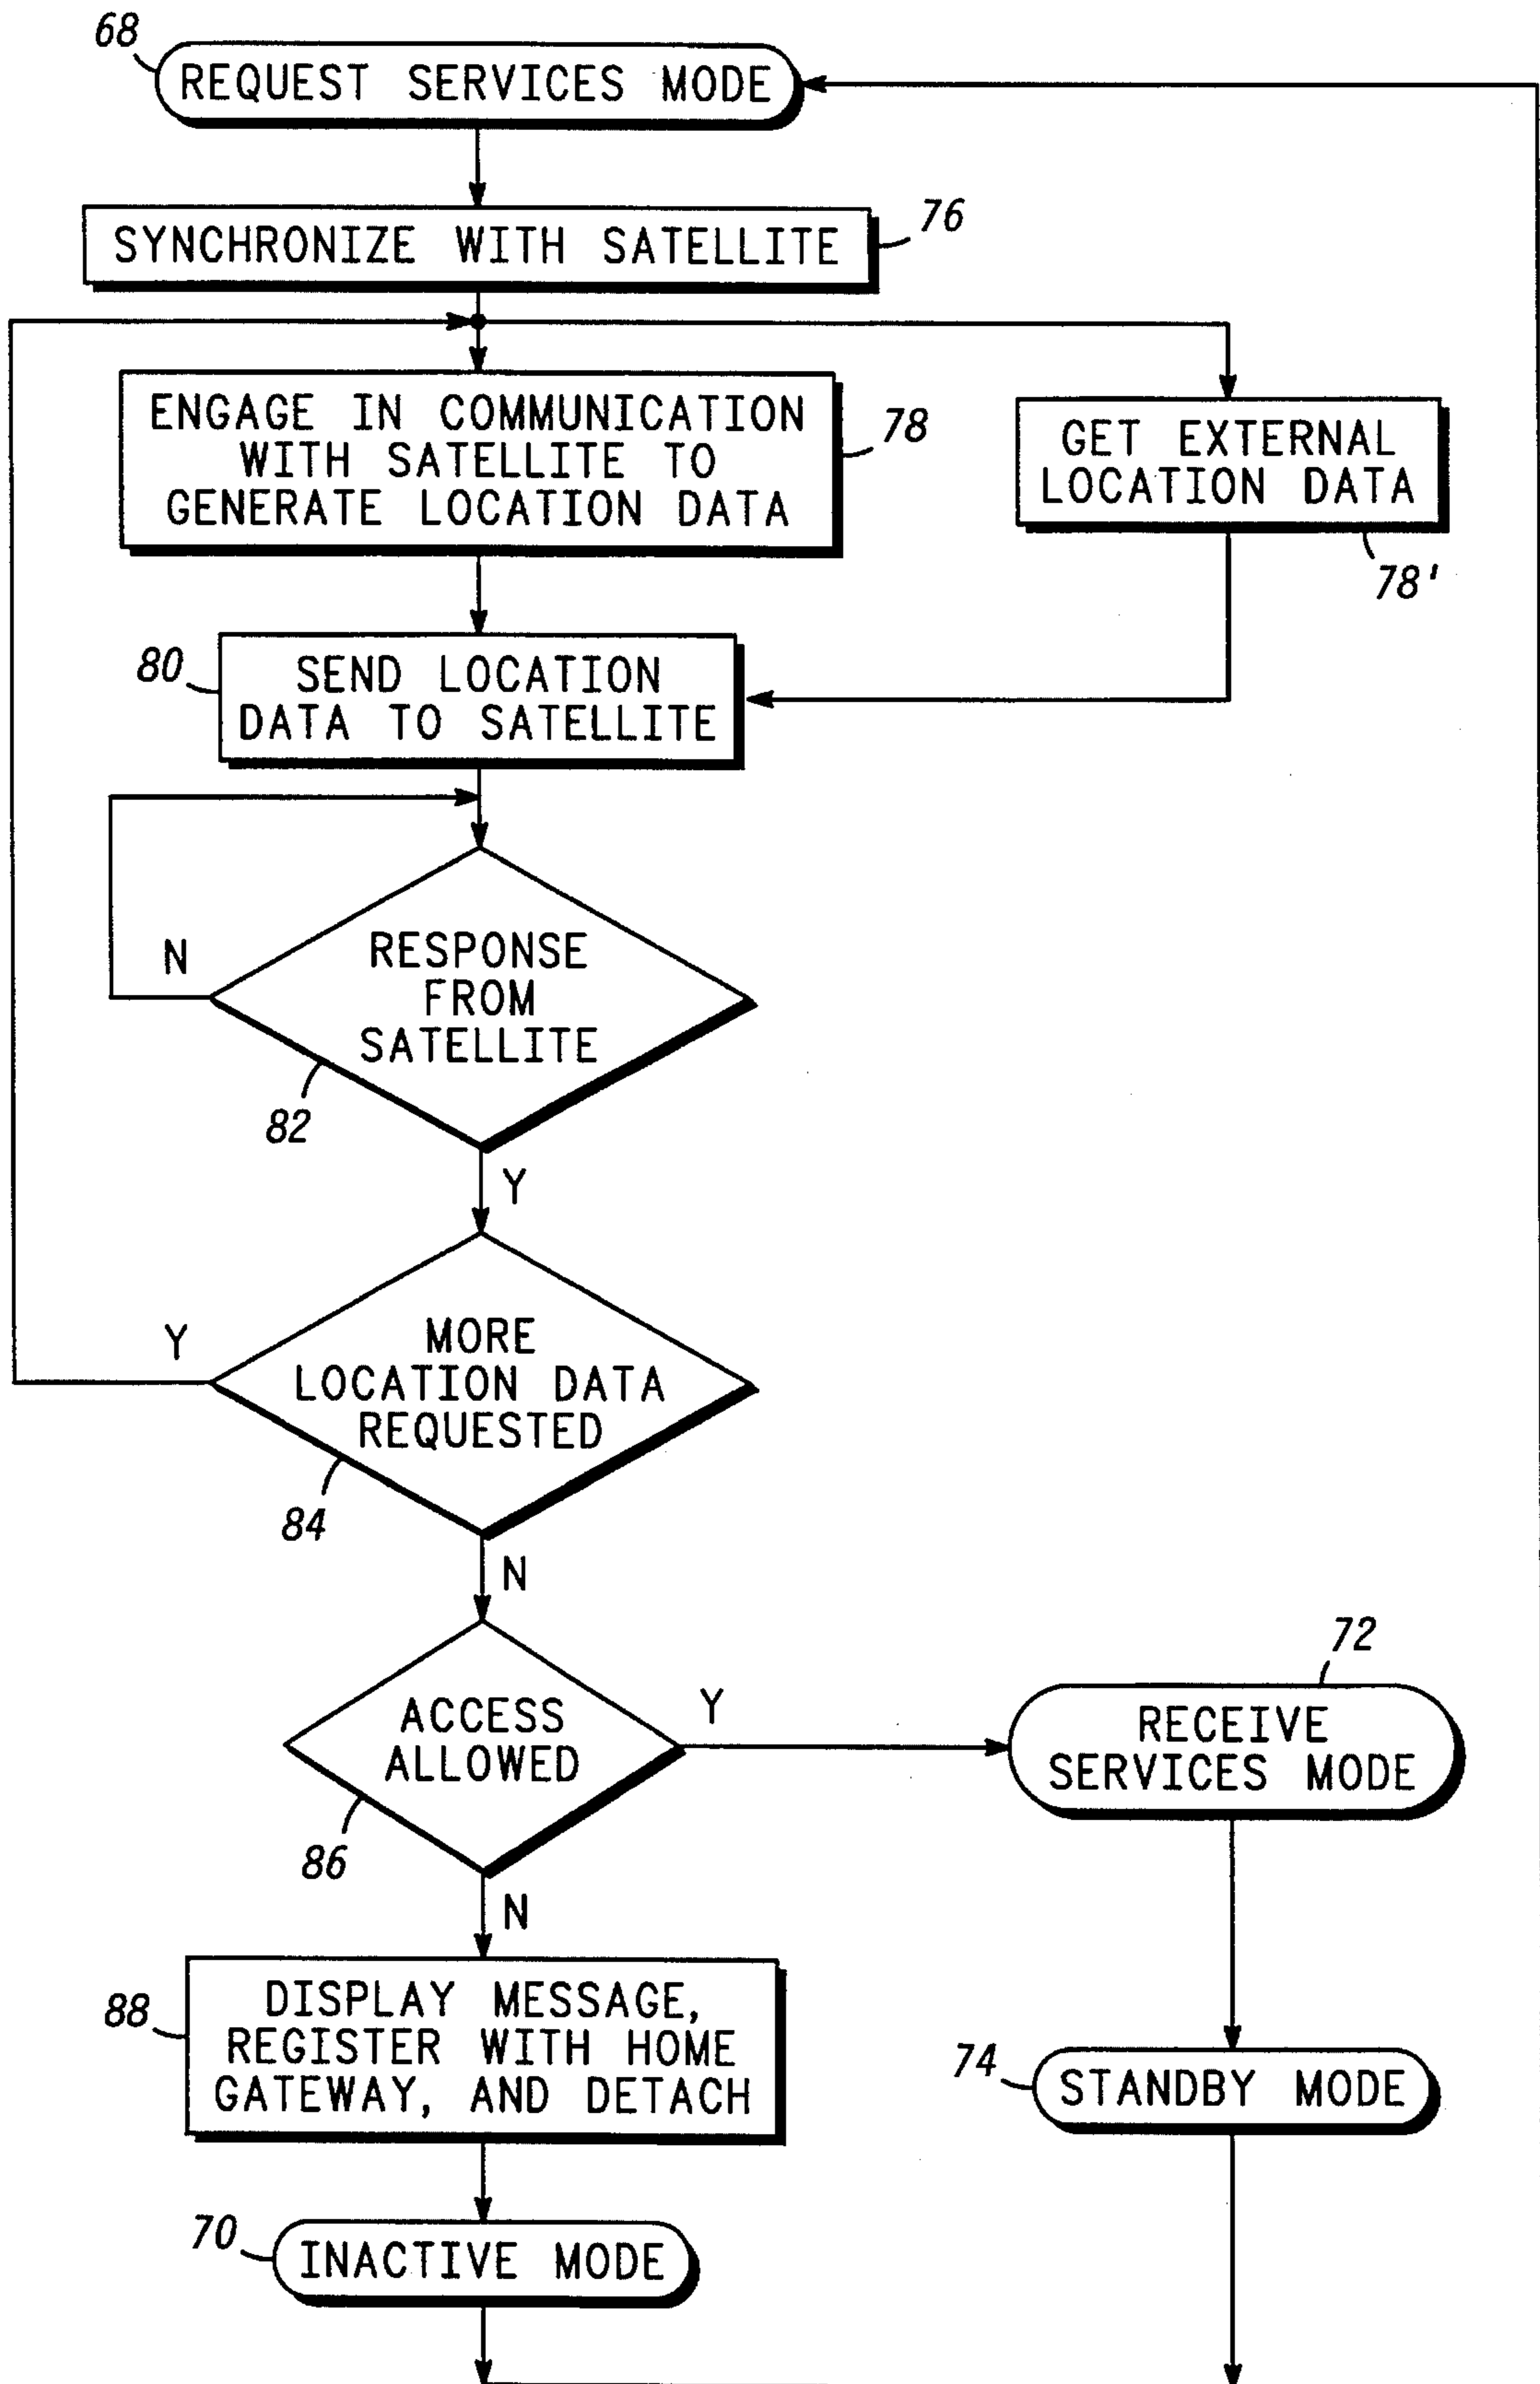 68
REQUEST SERVICES MODE
SYNCHRONIZE WITH SATELLITE
76
ENGAGE IN COMMUNICATION
WITH SATELLITE TO
GENERATE LOCATION DATA
78
GET EXTERNAL
LOCATION DATA
78'
80
SEND LOCATION
DATA TO SATELLITE
N
RESPONSE
FROM
SATELLITE
82
Y
Y
MORE
LOCATION DATA
REQUESTED
84
N
ACCESS
ALLOWED
Y
86
72
RECEIVE
SERVICES MODE
N
88
DISPLAY MESSAGE,
REGISTER WITH HOME
GATEWAY, AND DETACH
74
STANDBY MODE
70
INACTIVE MODE